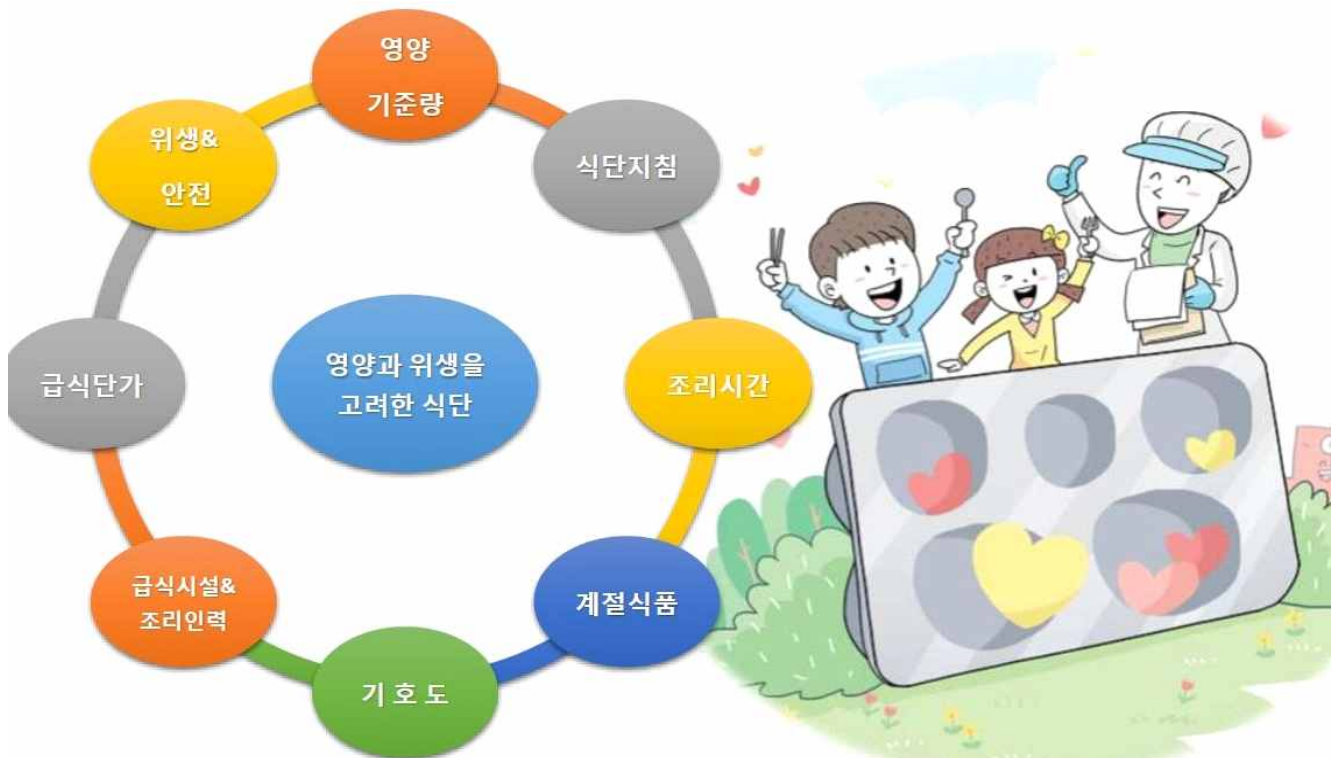 영양
기준량
식단지침
조리시간
계절식품
기 호 도
급식시설&
조리인력
급식단가
위생&
안전
영양과 위생을
고려한 식단